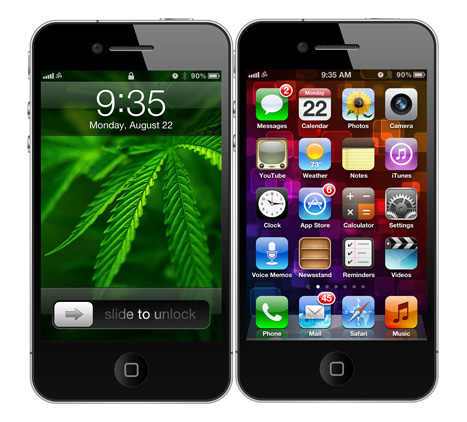 90%
9:35
Monday, August 22
slide to unlock
9:35 AM
90%
2
Monday
22
73°
6
Messages
Calendar
Photos
Camera
YouTube
Weather
Notes
iTunes
Clock
App Store
Calculator
Settings
Voice Memos
Newsstand
Reminders
Videos
45
Phone
Mail
Safari
Music